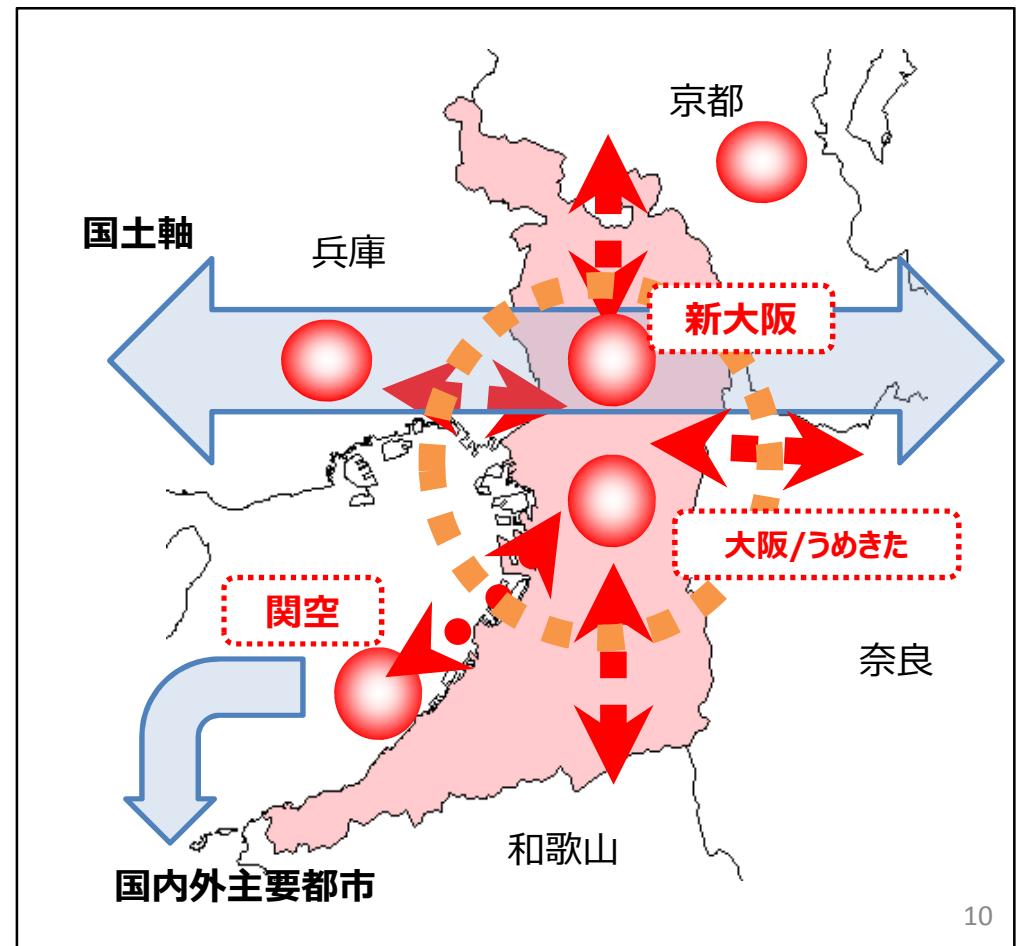 京都
国土軸
兵庫
新大阪
大阪/うめきた
関空
奈良
和歌山
国内外主要都市
10